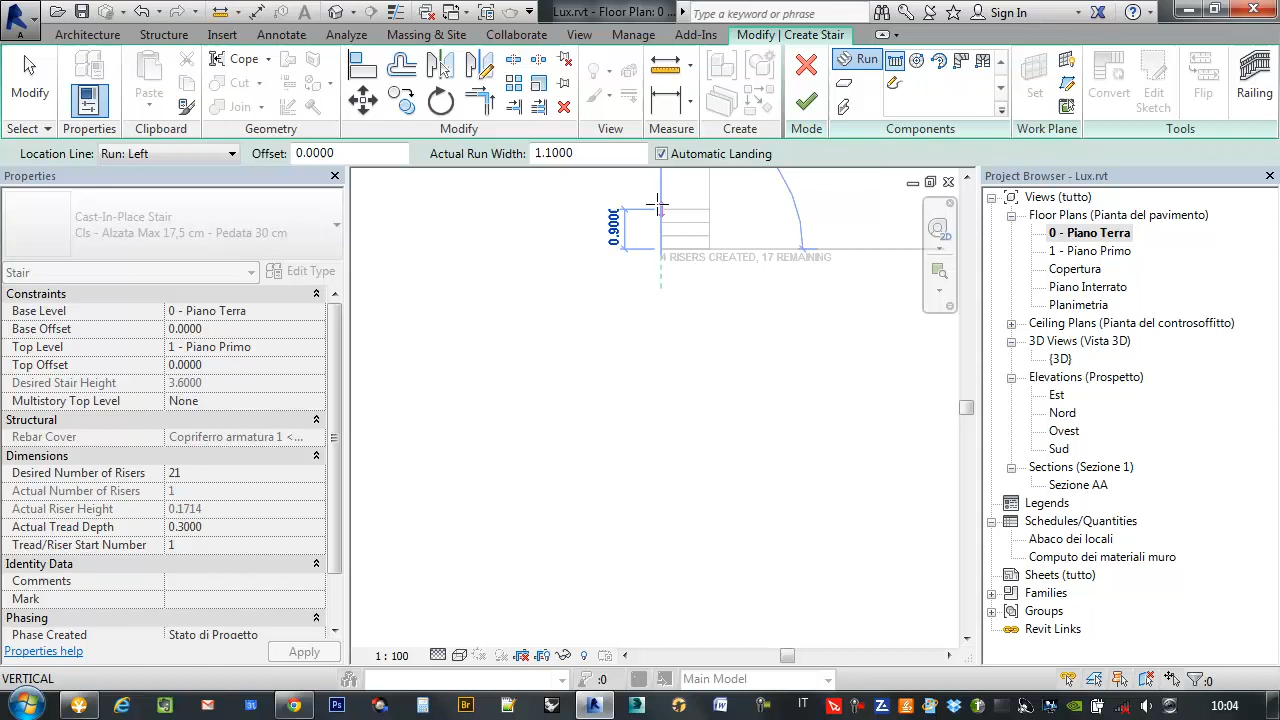 Lux.rvt - Floor Plan: 0 ...
Type a keyword or phrase
Sign In
Architecture
Structure
Insert
Annotate
Analyze
Massing & Site
Collaborate
View
Manage
Add-Ins
Modify | Create Stair
Modify
Paste
Cope
Cut
Join
Run
Set
Convert
Edit Sketch
Flip
Railing
Select
Properties
Clipboard
Geometry
Modify
View
Measure
Create
Mode
Components
Work Plane
Tools
Location Line: Run: Left
Offset: 0.0000
Actual Run Width: 1.1000
Automatic Landing
Properties
Cast-In-Place Stair
Cls - Alzata Max 17,5 cm - Pedata 30 cm
Stair
Edit Type
Constraints
Base Level 0 - Piano Terra
Base Offset 0.0000
Top Level 1 - Piano Primo
Top Offset 0.0000
Desired Stair Height 3.6000
Multistory Top Level None
Structural
Rebar Cover Copriferro armatura 1 <...
Dimensions
Desired Number of Risers 21
Actual Number of Risers 1
Actual Riser Height 0.1714
Actual Tread Depth 0.3000
Tread/Riser Start Number 1
Identity Data
Comments
Mark
Phasing
Phase Created Stato di Progetto
Properties help
Apply
0.9000
4 RISERS CREATED, 17 REMAINING
2D
1 : 100
Project Browser - Lux.rvt
Views (tutto)
Floor Plans (Pianta del pavimento)
0 - Piano Terra
1 - Piano Primo
Copertura
Piano Interrato
Planimetria
Ceiling Plans (Pianta del controsoffitto)
3D Views (Vista 3D)
{3D}
Elevations (Prospetto)
Est
Nord
Ovest
Sud
Sections (Sezione 1)
Sezione AA
Legends
Schedules/Quantities
Abaco dei locali
Computo dei materiali muro
Sheets (tutto)
Families
Groups
Revit Links
VERTICAL
:0
Main Model
:0
Ps
Br
IT
10:04